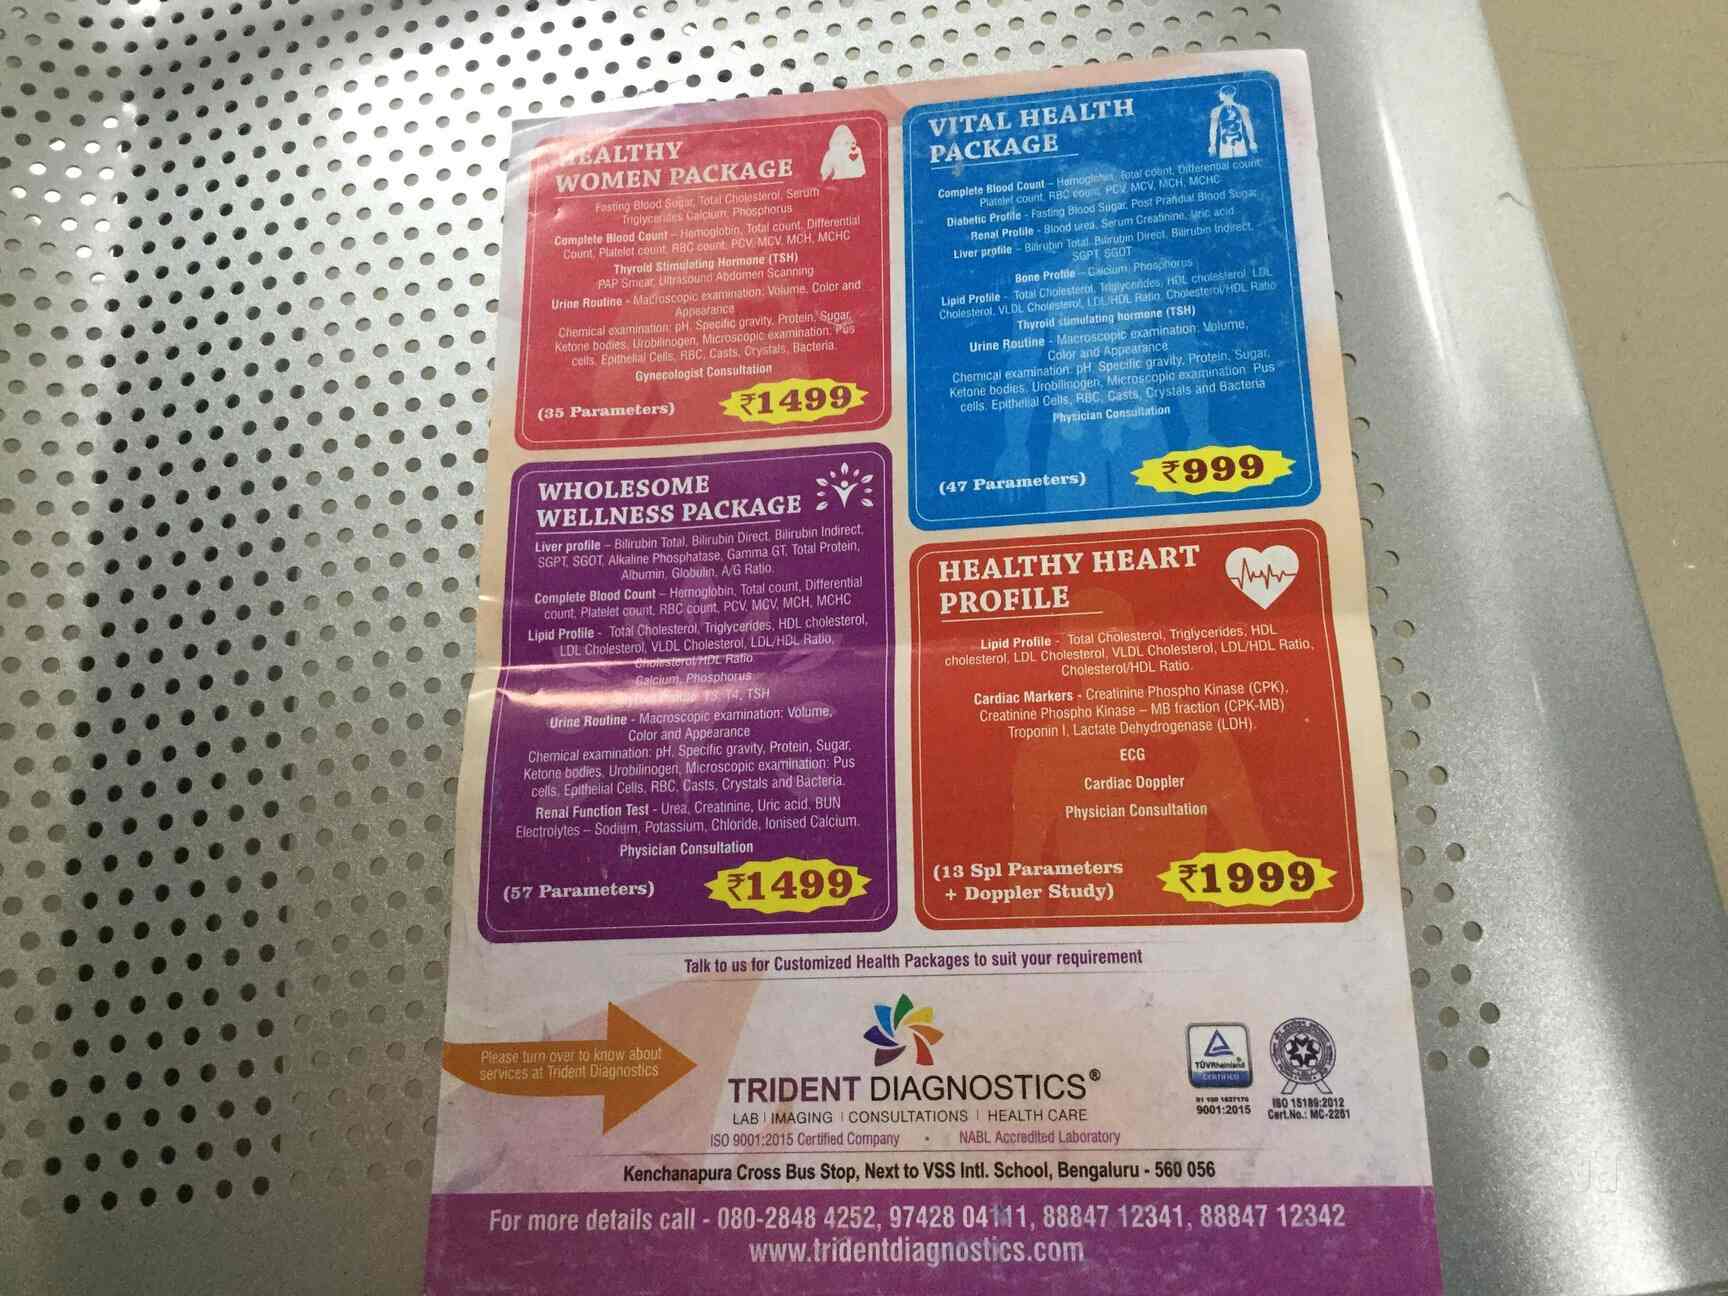 HEALTHY
WOMEN PACKAGE
Fasting Blood Sugar, Total Cholesterol, Serum
Triglycerides Calcium, Phosphorus
Complete Blood Count – Hemoglobin, Total count, Differential
Count, Platelet count, RBC count, PCV, MCV, MCH, MCHC
Thyroid Stimulating Hormone (TSH)
PAP Smear, Ultrasound Abdomen Scanning
Urine Routine - Macroscopic examination: Volume, Color and
Appearance
Chemical examination: pH, Specific gravity, Protein, Sugar,
Ketone bodies, Urobilinogen, Microscopic examination: Pus
cells, Epithelial Cells, RBC, Casts, Crystals, Bacteria.
Gynecologist Consultation
(35 Parameters)
₹1499
VITAL HEALTH
PACKAGE
Complete Blood Count – Hemoglobin, Total count, Differential count,
Platelet count, RBC count, PCV, MCV, MCH, MCHC
Diabetic Profile - Fasting Blood Sugar, Post Prandial Blood Sugar
Renal Profile - Blood urea, Serum Creatinine, Uric acid
Liver profile – Bilirubin Total, Bilirubin Direct, Bilirubin Indirect,
SGPT, SGOT
Bone Profile – Calcium, Phosphorus
Lipid Profile - Total Cholesterol, Triglycerides, HDL cholesterol, LDL
Cholesterol, VLDL Cholesterol, LDL/HDL Ratio, Cholesterol/HDL Ratio
Thyroid stimulating hormone (TSH)
Urine Routine - Macroscopic examination: Volume,
Color and Appearance
Chemical examination: pH, Specific gravity, Protein, Sugar,
Ketone bodies, Urobilinogen, Microscopic examination: Pus
cells, Epithelial Cells, RBC, Casts, Crystals and Bacteria
Physician Consultation
(47 Parameters)
₹999
WHOLESOME
WELLNESS PACKAGE
Liver profile – Bilirubin Total, Bilirubin Direct, Bilirubin Indirect,
SGPT, SGOT, Alkaline Phosphatase, Gamma GT, Total Protein,
Albumin, Globulin, A/G Ratio.
Complete Blood Count – Hemoglobin, Total count, Differential
count, Platelet count, RBC count, PCV, MCV, MCH, MCHC
Lipid Profile - Total Cholesterol, Triglycerides, HDL cholesterol,
LDL Cholesterol, VLDL Cholesterol, LDL/HDL Ratio,
Cholesterol/HDL Ratio
Calcium, Phosphorus
T3, T4, TSH
Urine Routine - Macroscopic examination: Volume,
Color and Appearance
Chemical examination: pH, Specific gravity, Protein, Sugar,
Ketone bodies, Urobilinogen, Microscopic examination: Pus
cells, Epithelial Cells, RBC, Casts, Crystals and Bacteria.
Renal Function Test - Urea, Creatinine, Uric acid, BUN
Electrolytes – Sodium, Potassium, Chloride, Ionised Calcium.
Physician Consultation
(57 Parameters)
₹1499
HEALTHY HEART
PROFILE
Lipid Profile - Total Cholesterol, Triglycerides, HDL
cholesterol, LDL Cholesterol, VLDL Cholesterol, LDL/HDL Ratio,
Cholesterol/HDL Ratio.
Cardiac Markers - Creatinine Phospho Kinase (CPK),
Creatinine Phospho Kinase – MB fraction (CPK-MB)
Troponin I, Lactate Dehydrogenase (LDH).
ECG
Cardiac Doppler
Physician Consultation
(13 Spl Parameters
+ Doppler Study)
₹1999
Talk to us for Customized Health Packages to suit your requirement
Please turn over to know about
services at Trident Diagnostics
TRIDENT DIAGNOSTICS®
LAB | IMAGING | CONSULTATIONS | HEALTH CARE
ISO 9001:2015 Certified Company • NABL Accredited Laboratory
TÜVRheinland®
CERTIFIED
9001:2015
ISO 15189:2012
Cert.No.: MC-2261
Kenchanapura Cross Bus Stop, Next to VSS Intl. School, Bengaluru - 560 056
For more details call - 080-2848 4252, 97428 04111, 88847 12341, 88847 12342
www.tridentdiagnostics.com
Jd